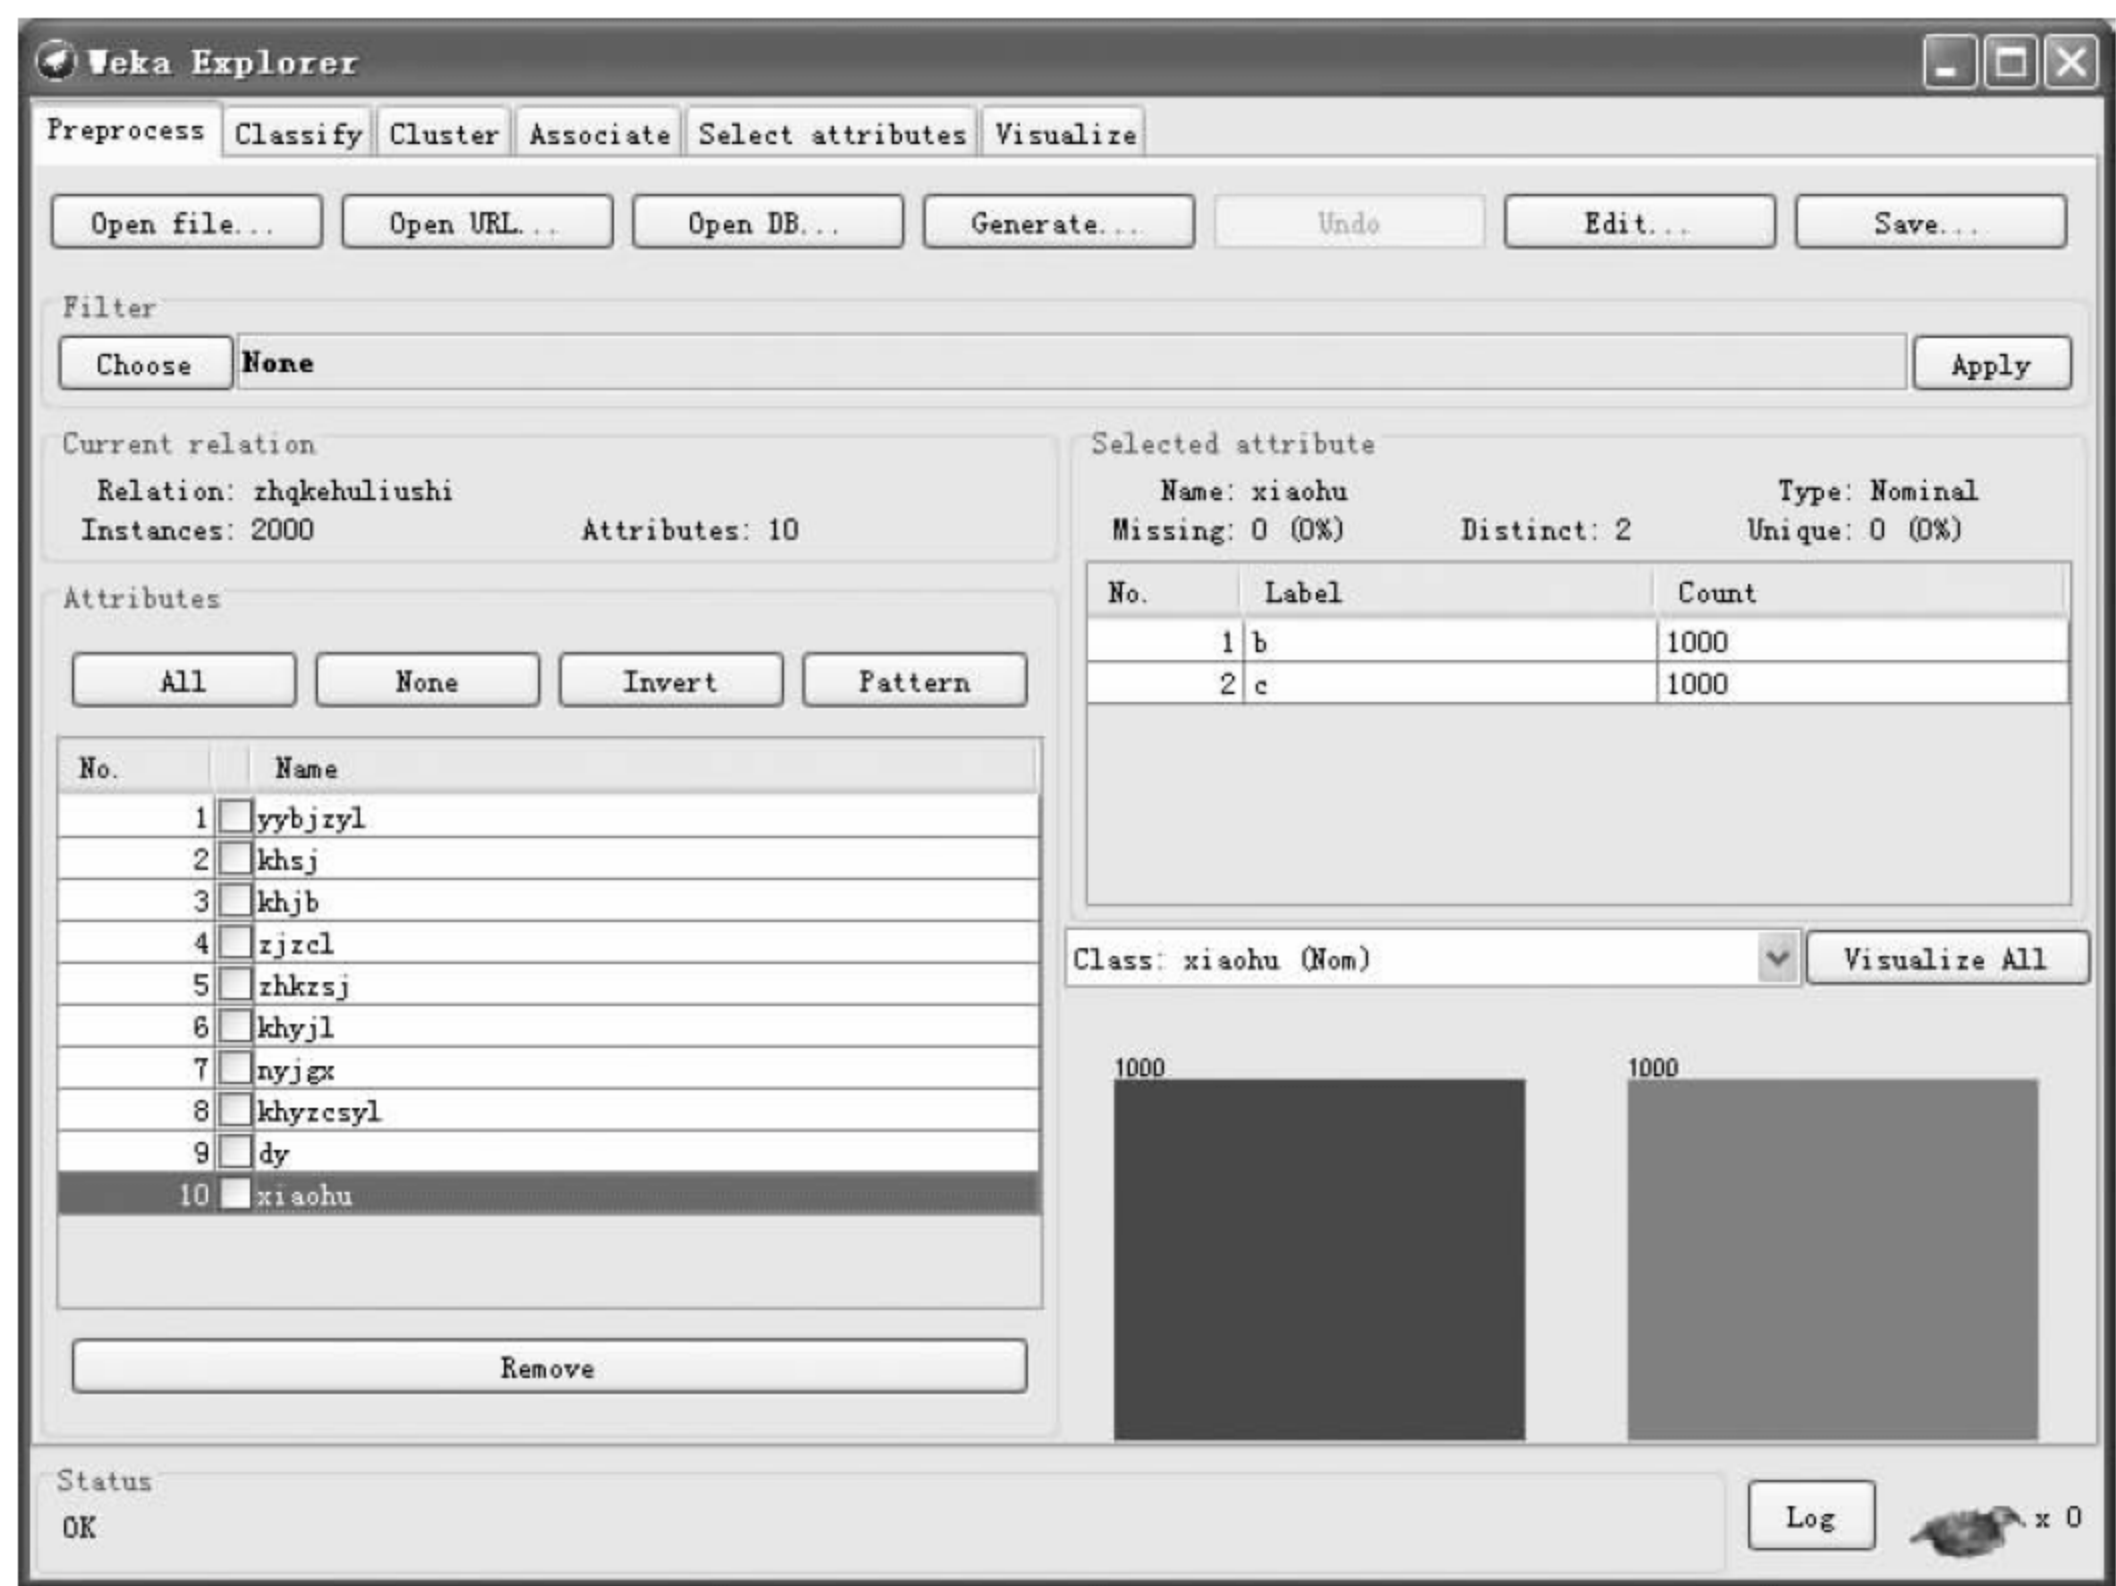 Weka Explorer
Preprocess Classify Cluster Associate Select attributes Visualize
Open file... Open URL... Open DB... Generate... Undo Edit... Save...
Filter
Choose None Apply
Current relation
Relation: zhqkehuliushi
Instances: 2000 Attributes: 10
Selected attribute
Name: xiaohu Type: Nominal
Missing: 0 (0%) Distinct: 2 Unique: 0 (0%)
No. Label Count
1 b 1000
2 c 1000
Attributes
All None Invert Pattern
No. Name
1 yybjzyl
2 khsj
3 khjb
4 zjzcl
5 zhkzsj
6 khyjl
7 nyjgx
8 khyzcsyl
9 dy
10 xiaohu
Remove
Class: xiaohu (Nom) Visualize All
1000 1000
Status
OK
Log x 0